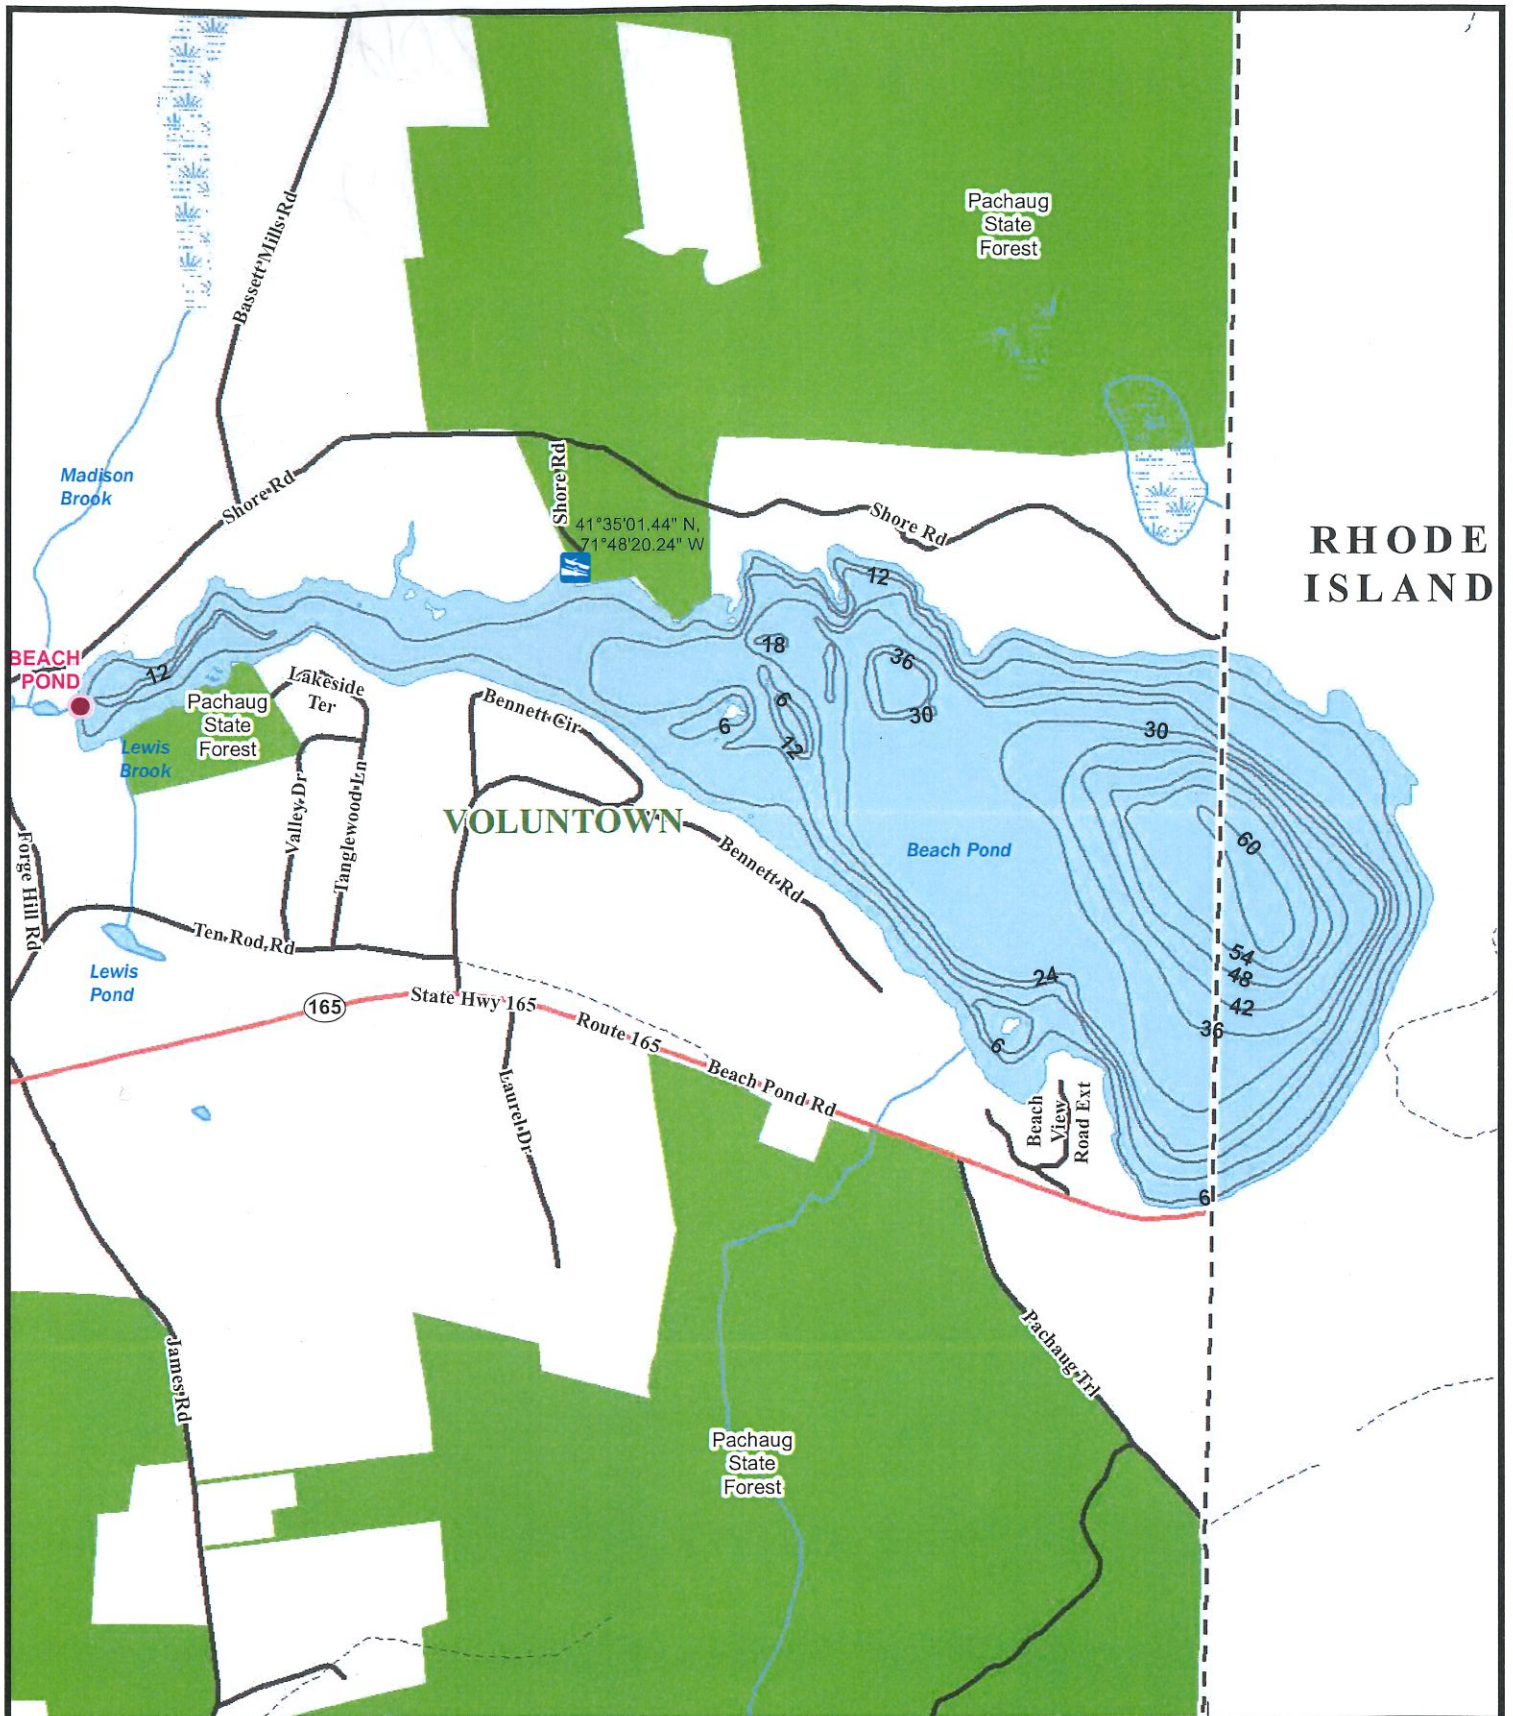 Pachaug
State
Forest
Bassett Mills Rd
Madison
Brook
Shore Rd
Shore Rd
41°35'01.44" N,
71°48'20.24" W
Shore Rd
RHODE
ISLAND
12
BEACH
POND
12
18
36
Lakeside
Ter
Pachaug
State
Forest
6
30
Bennett Cir
6
30
12
Lewis
Brook
Valley Dr
Tanglewood Ln
VOLUNTOWN
60
Beach Pond
Bennett Rd
Forge Hill Rd
Ten Rod Rd
54
24
48
Lewis
Pond
State Hwy 165
165
42
Route 165
36
6
Beach Pond Rd
Laurel Dr
Beach
View
Road Ext
6
James Rd
Pachaug Trl
Pachaug
State
Forest